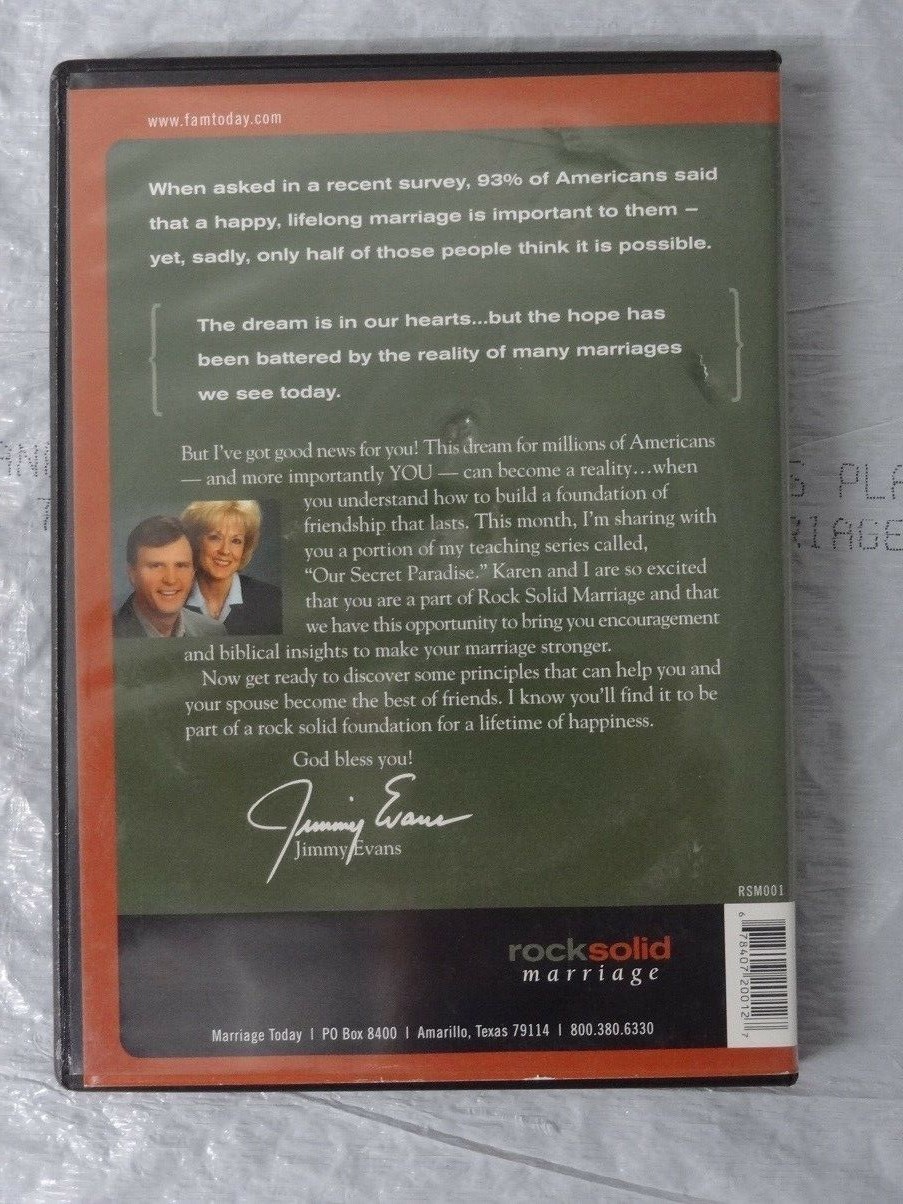 www.famtoday.com
When asked in a recent survey, 93% of Americans said
that a happy, lifelong marriage is important to them –
yet, sadly, only half of those people think it is possible.
The dream is in our hearts...but the hope has
been battered by the reality of many marriages
we see today.
But I've got good news for you! This dream for millions of Americans
— and more importantly YOU — can become a reality…when
you understand how to build a foundation of
friendship that lasts. This month, I'm sharing with
you a portion of my teaching series called,
“Our Secret Paradise.” Karen and I are so excited
that you are a part of Rock Solid Marriage and that
we have this opportunity to bring you encouragement
and biblical insights to make your marriage stronger.
Now get ready to discover some principles that can help you and
your spouse become the best of friends. I know you'll find it to be
part of a rock solid foundation for a lifetime of happiness.
God bless you!
Jimmy Evans
Jimmy Evans
RSM001
6 78407 20012 7
rocksolid
marriage
Marriage Today | PO Box 8400 | Amarillo, Texas 79114 | 800.380.6330